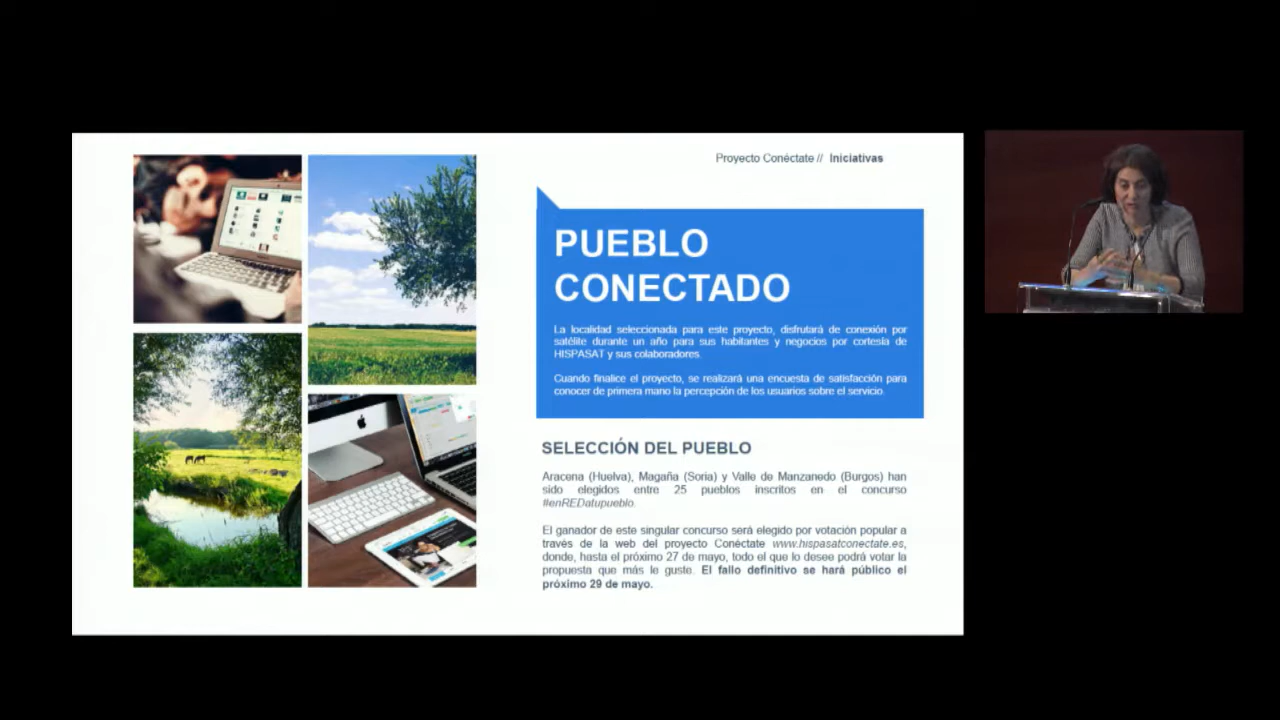 Proyecto Conéctate // Iniciativas
PUEBLO
CONECTADO
La localidad seleccionada para este proyecto, disfrutará de conexión por
satélite durante un año para sus habitantes y negocios por cortesía de
HISPASAT y sus colaboradores.
Cuando finalice el proyecto, se realizará una encuesta de satisfacción para
conocer de primera mano la percepción de los usuarios sobre el servicio.
SELECCIÓN DEL PUEBLO
Aracena (Huelva), Magaña (Soria) y Valle de Manzanedo (Burgos) han
sido elegidos entre 25 pueblos inscritos en el concurso
#enREDatupueblo.
El ganador de este singular concurso será elegido por votación popular a
través de la web del proyecto Conéctate www.hispasatconectate.es,
donde, hasta el próximo 27 de mayo, todo el que lo desee podrá votar la
propuesta que más le guste. El fallo definitivo se hará público el
próximo 29 de mayo.